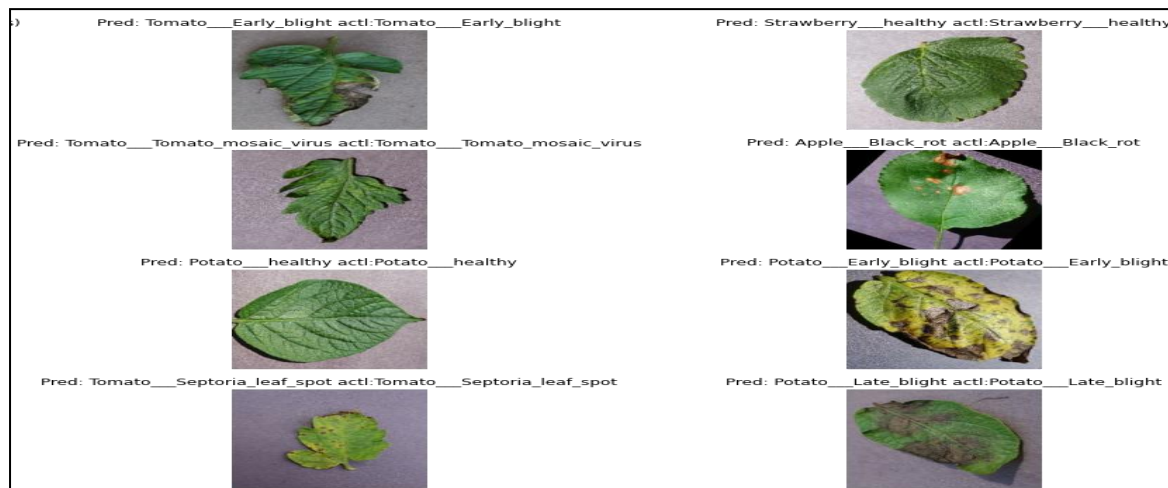 s) Pred: Tomato___Early_blight actl:Tomato___Early_blight
Pred: Strawberry___healthy actl:Strawberry___healthy
Pred: Tomato___Tomato_mosaic_virus actl:Tomato___Tomato_mosaic_virus
Pred: Apple___Black_rot actl:Apple___Black_rot
Pred: Potato___healthy actl:Potato___healthy
Pred: Potato___Early_blight actl:Potato___Early_blight
Pred: Tomato___Septoria_leaf_spot actl:Tomato___Septoria_leaf_spot
Pred: Potato___Late_blight actl:Potato___Late_blight